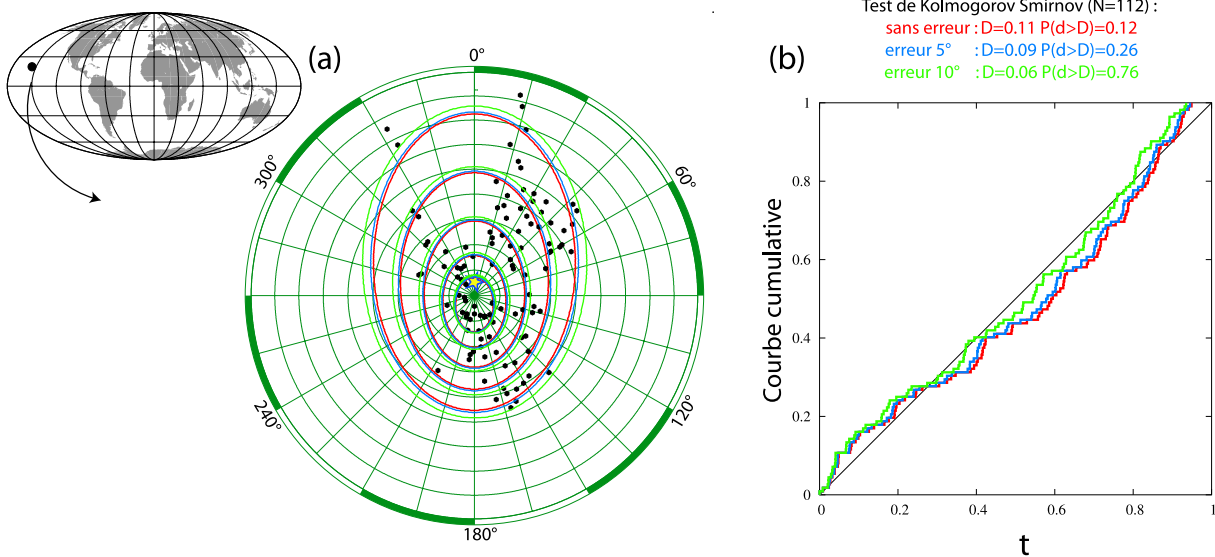 (a)
0°
60°
120°
180°
240°
300°
Test de Kolmogorov Smirnov (N=112) :
sans erreur : D=0.11 P(d>D)=0.12
erreur 5° : D=0.09 P(d>D)=0.26
erreur 10° : D=0.06 P(d>D)=0.76
(b)
Courbe cumulative
1
0.8
0.6
0.4
0.2
0
0 0.2 0.4 0.6 0.8 1
t